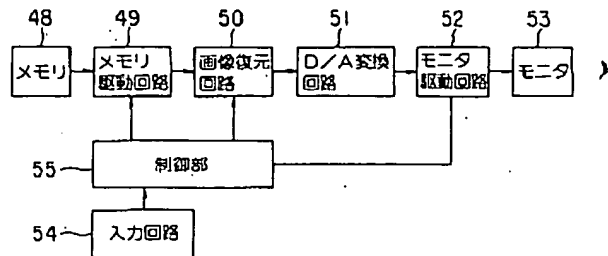 48
49
50
51
52
53
メモリ
メモリ
駆動回路
画像復元
回路
D/A変換
回路
モニタ
駆動回路
モニタ
55
制御部
54
入力回路